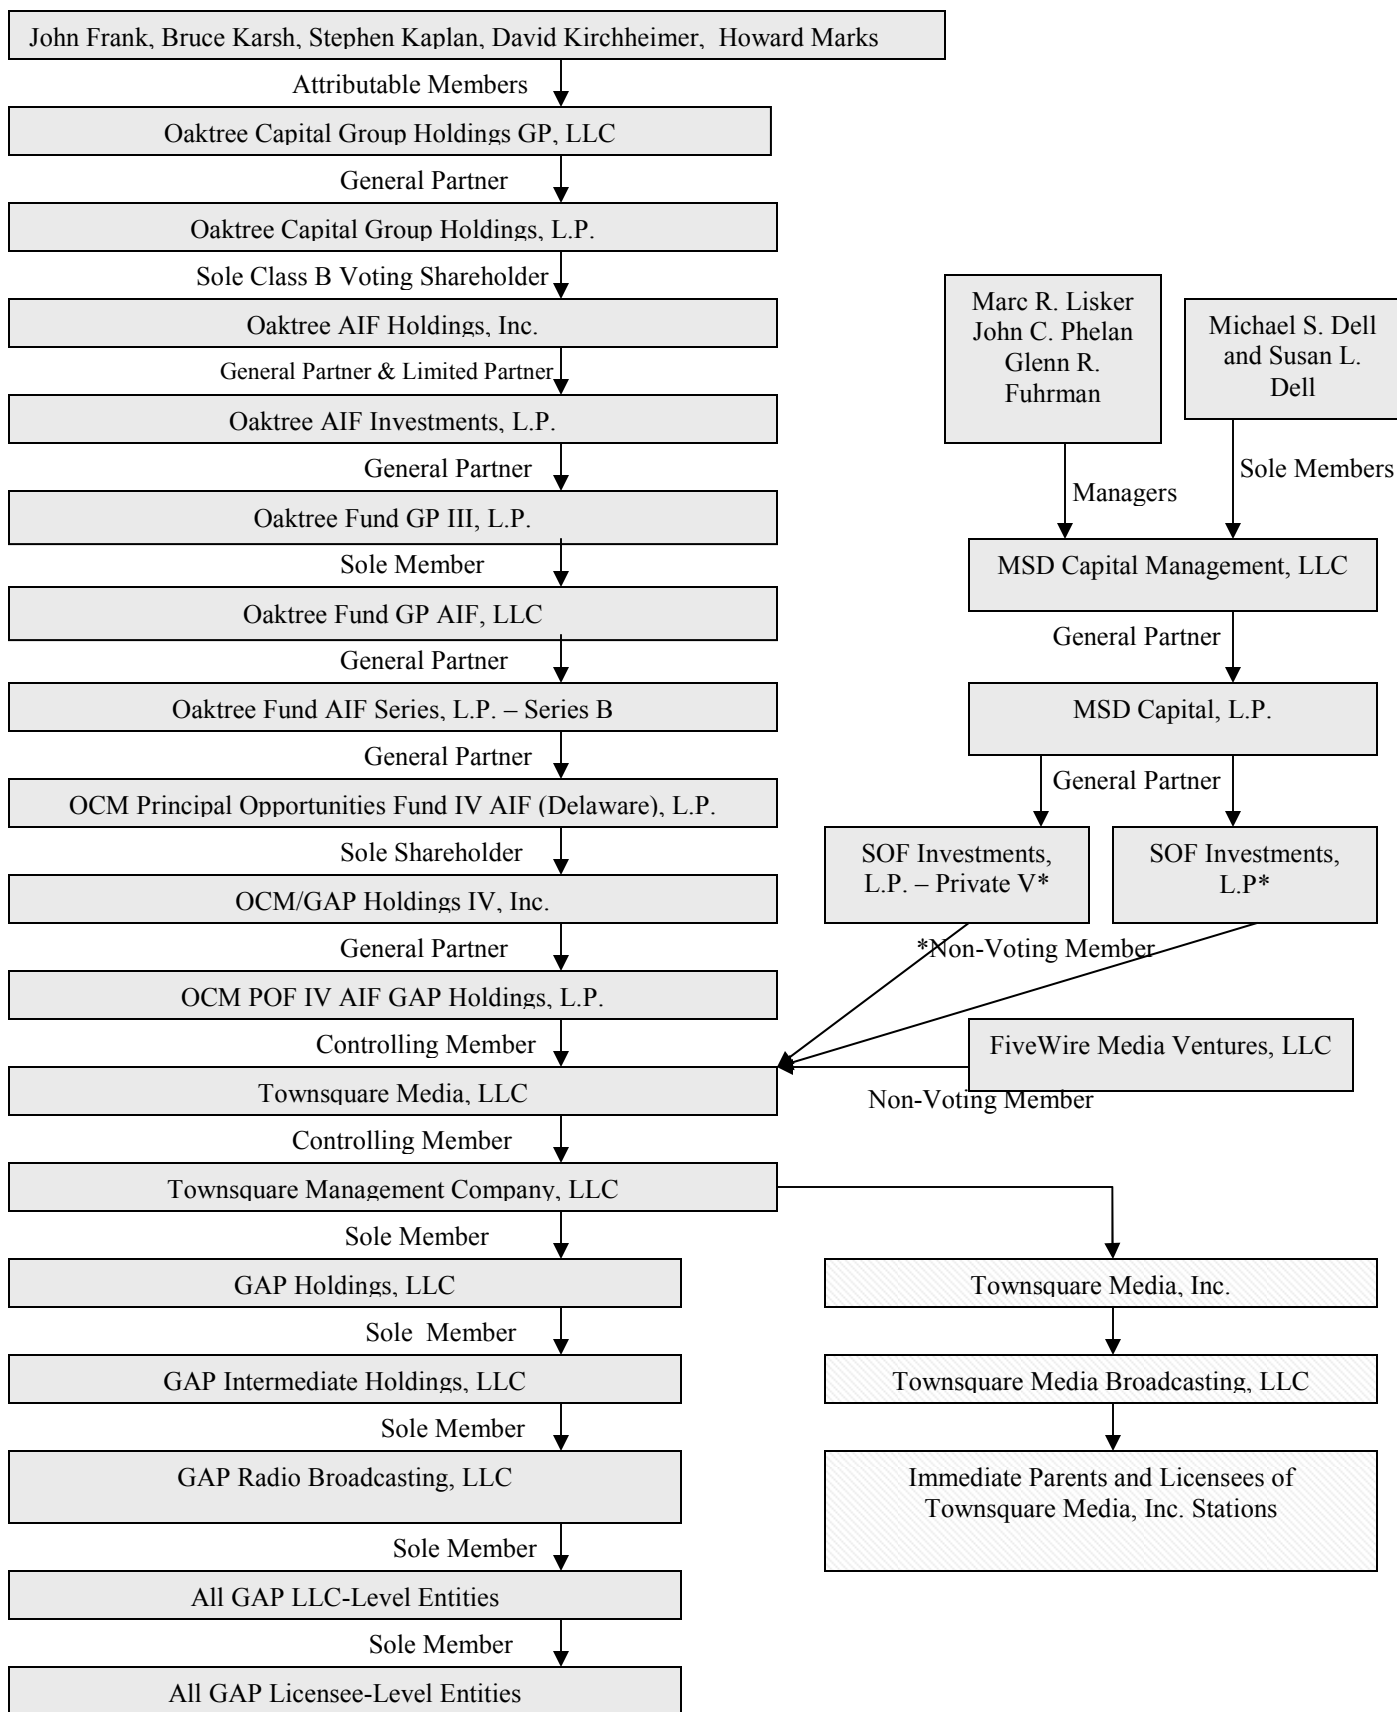 John Frank, Bruce Karsh, Stephen Kaplan, David Kirchheimer, Howard Marks
Attributable Members
Oaktree Capital Group Holdings GP, LLC
General Partner
Oaktree Capital Group Holdings, L.P.
Sole Class B Voting Shareholder
Oaktree AIF Holdings, Inc.
General Partner & Limited Partner
Oaktree AIF Investments, L.P.
General Partner
Oaktree Fund GP III, L.P.
Sole Member
Oaktree Fund GP AIF, LLC
General Partner
Oaktree Fund AIF Series, L.P. – Series B
General Partner
OCM Principal Opportunities Fund IV AIF (Delaware), L.P.
Sole Shareholder
OCM/GAP Holdings IV, Inc.
General Partner
OCM POF IV AIF GAP Holdings, L.P.
Controlling Member
Townsquare Media, LLC
Controlling Member
Townsquare Management Company, LLC
Sole Member
GAP Holdings, LLC
Sole Member
GAP Intermediate Holdings, LLC
Sole Member
GAP Radio Broadcasting, LLC
Sole Member
All GAP LLC-Level Entities
Sole Member
All GAP Licensee-Level Entities
Marc R. Lisker
John C. Phelan
Glenn R.
Fuhrman
Michael S. Dell
and Susan L.
Dell
Managers
Sole Members
MSD Capital Management, LLC
General Partner
MSD Capital, L.P.
General Partner
SOF Investments,
L.P. – Private V*
SOF Investments,
L.P*
*Non-Voting Member
FiveWire Media Ventures, LLC
Non-Voting Member
Townsquare Media, Inc.
Townsquare Media Broadcasting, LLC
Immediate Parents and Licensees of
Townsquare Media, Inc. Stations